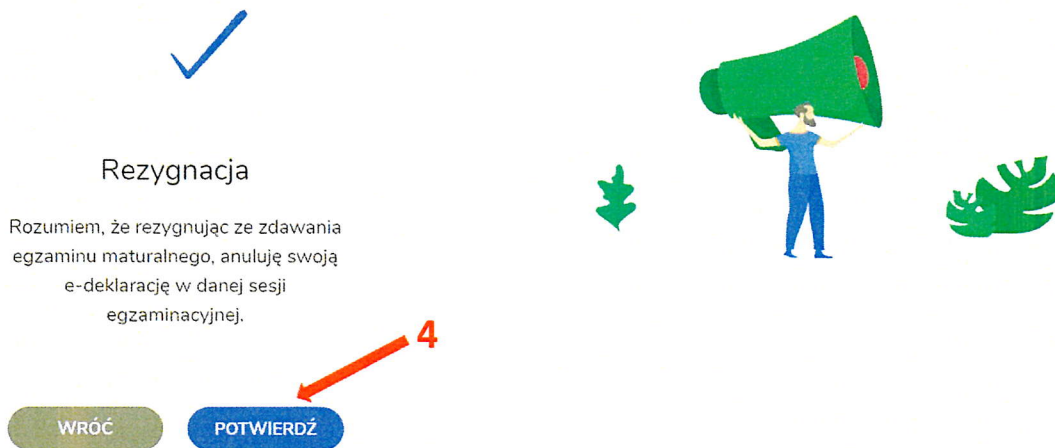 Rezygnacja
Rozumiem, że rezygnując ze zdawania
egzaminu maturalnego, anuluję swoją
e-deklarację w danej sesji
egzaminacyjnej.
4
WRÓĆ
POTWIERDŹ